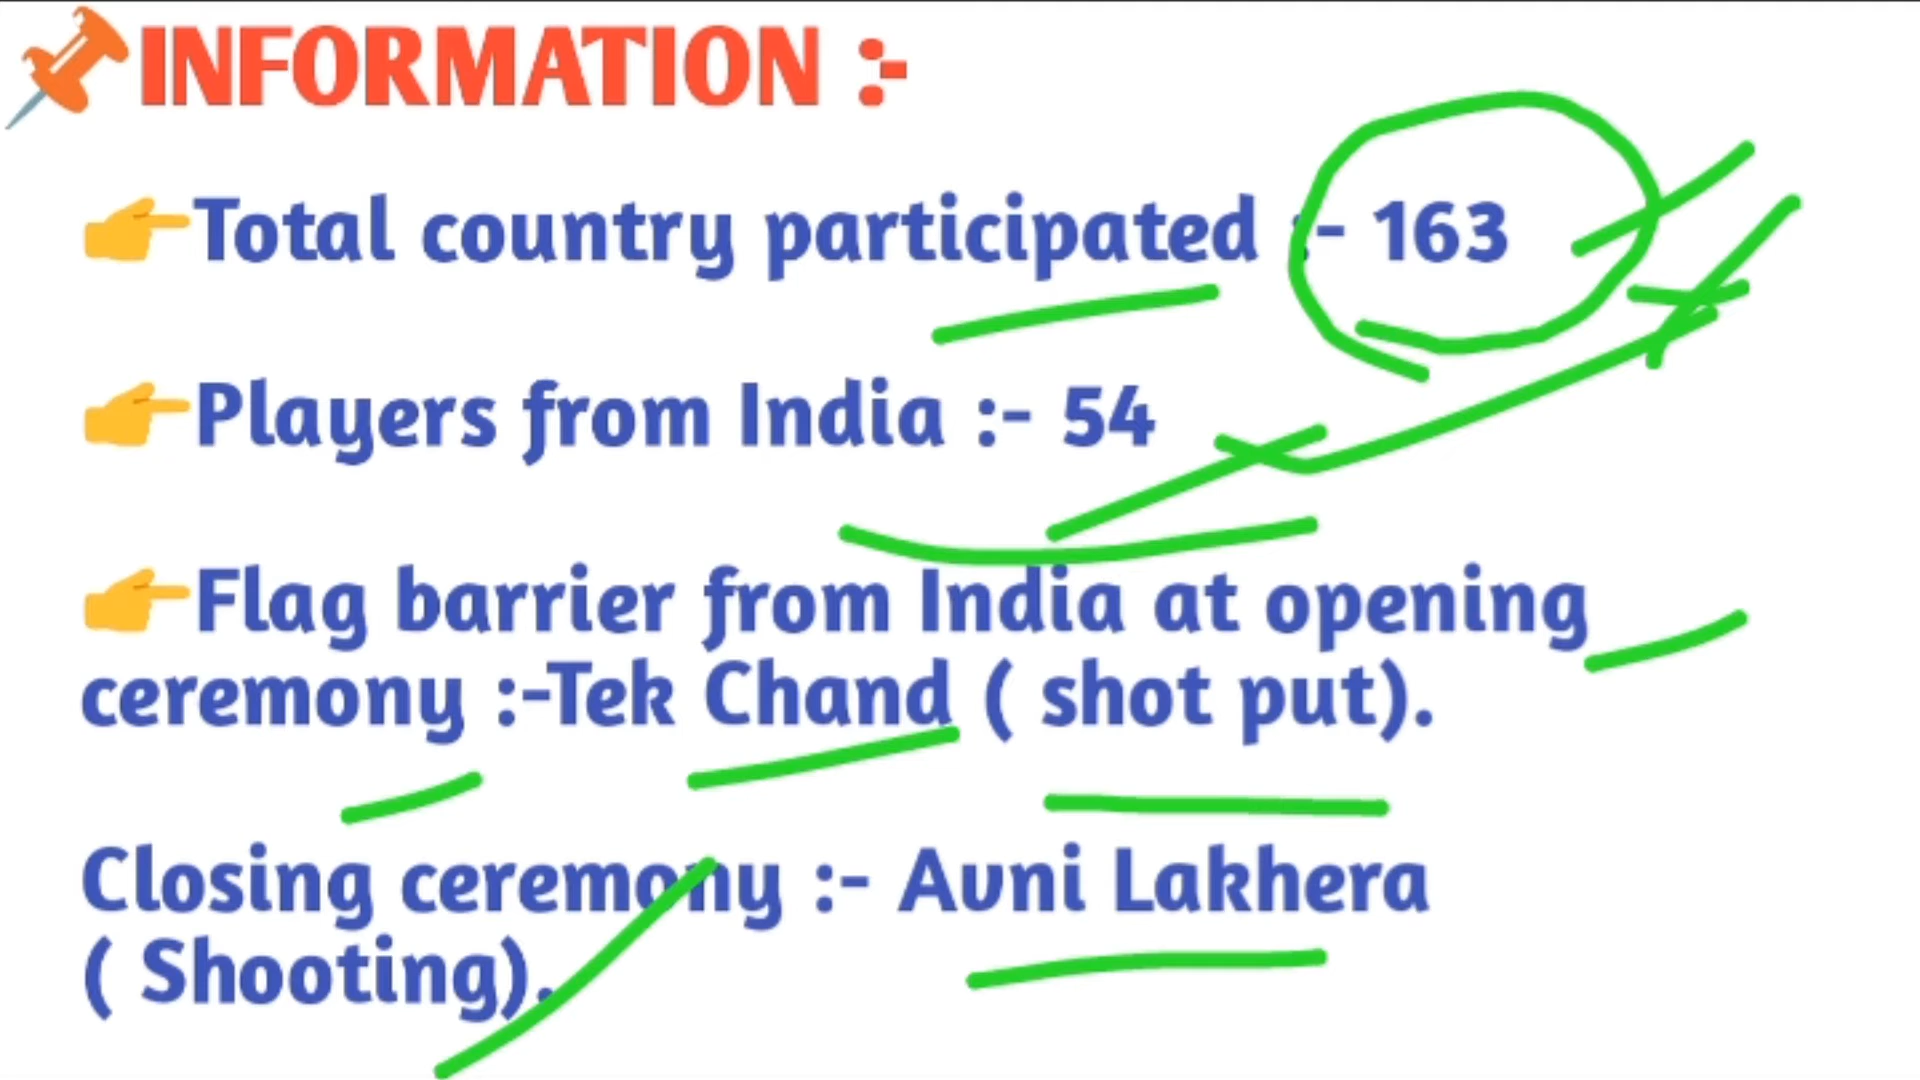 INFORMATION :-
Total country participated :- 163
Players from India :- 54
Flag barrier from India at opening
ceremony :-Tek Chand ( shot put).
Closing ceremony :- Avni Lakhera
( Shooting).